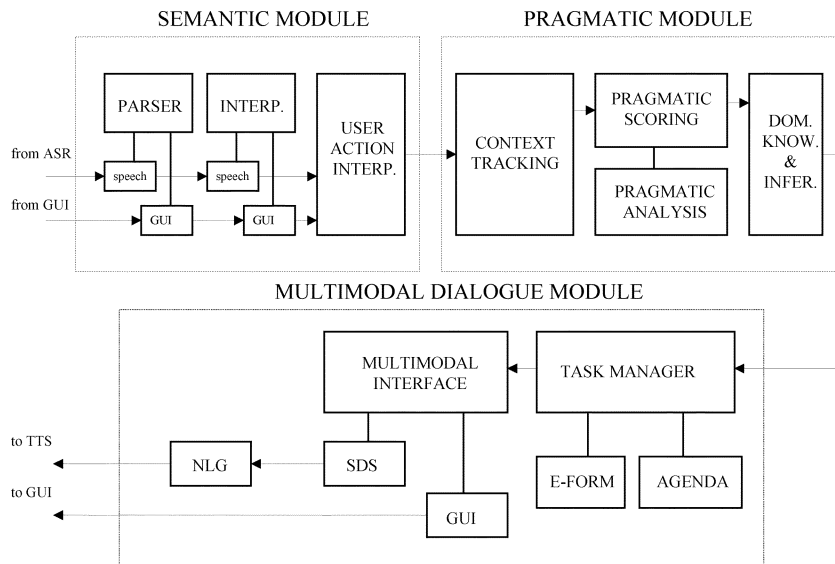 SEMANTIC MODULE
PRAGMATIC MODULE
PARSER
INTERP.
USER
ACTION
INTERP.
from ASR
speech
speech
from GUI
GUI
GUI
CONTEXT
TRACKING
PRAGMATIC
SCORING
PRAGMATIC
ANALYSIS
DOM.
KNOW.
&
INFER.
MULTIMODAL DIALOGUE MODULE
MULTIMODAL
INTERFACE
TASK MANAGER
to TTS
NLG
SDS
E-FORM
AGENDA
to GUI
GUI